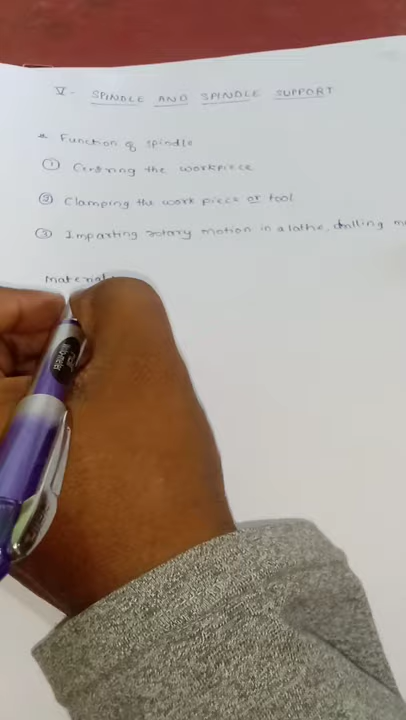 V - SPINDLE AND SPINDLE SUPPORT
* Function of spindle
① Centring the workpiece
② Clamping the work piece or tool
③ Imparting rotary motion in a lathe, drilling
Material